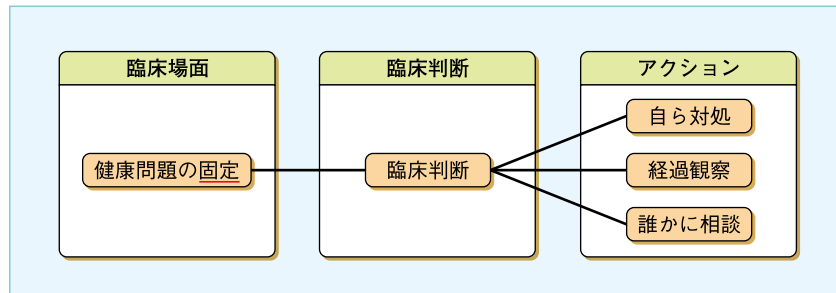 臨床場面
健康問題の固定
臨床判断
臨床判断
アクション
自ら対処
経過観察
誰かに相談